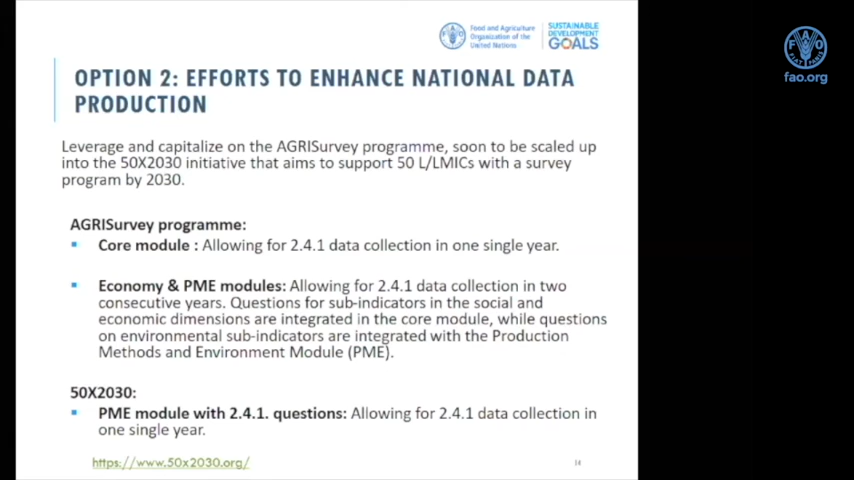 Food and Agriculture
Organization of the
United Nations
SUSTAINABLE
DEVELOPMENT
GOALS
FAO
FIAT PANIS
fao.org
OPTION 2: EFFORTS TO ENHANCE NATIONAL DATA
PRODUCTION
Leverage and capitalize on the AGRISurvey programme, soon to be scaled up
into the 50X2030 initiative that aims to support 50 L/LMICs with a survey
program by 2030.
AGRISurvey programme:
▪ Core module : Allowing for 2.4.1 data collection in one single year.
▪ Economy & PME modules: Allowing for 2.4.1 data collection in two
consecutive years. Questions for sub-indicators in the social and
economic dimensions are integrated in the core module, while questions
on environmental sub-indicators are integrated with the Production
Methods and Environment Module (PME).
50X2030:
▪ PME module with 2.4.1. questions: Allowing for 2.4.1 data collection in
one single year.
https://www.50x2030.org/
14